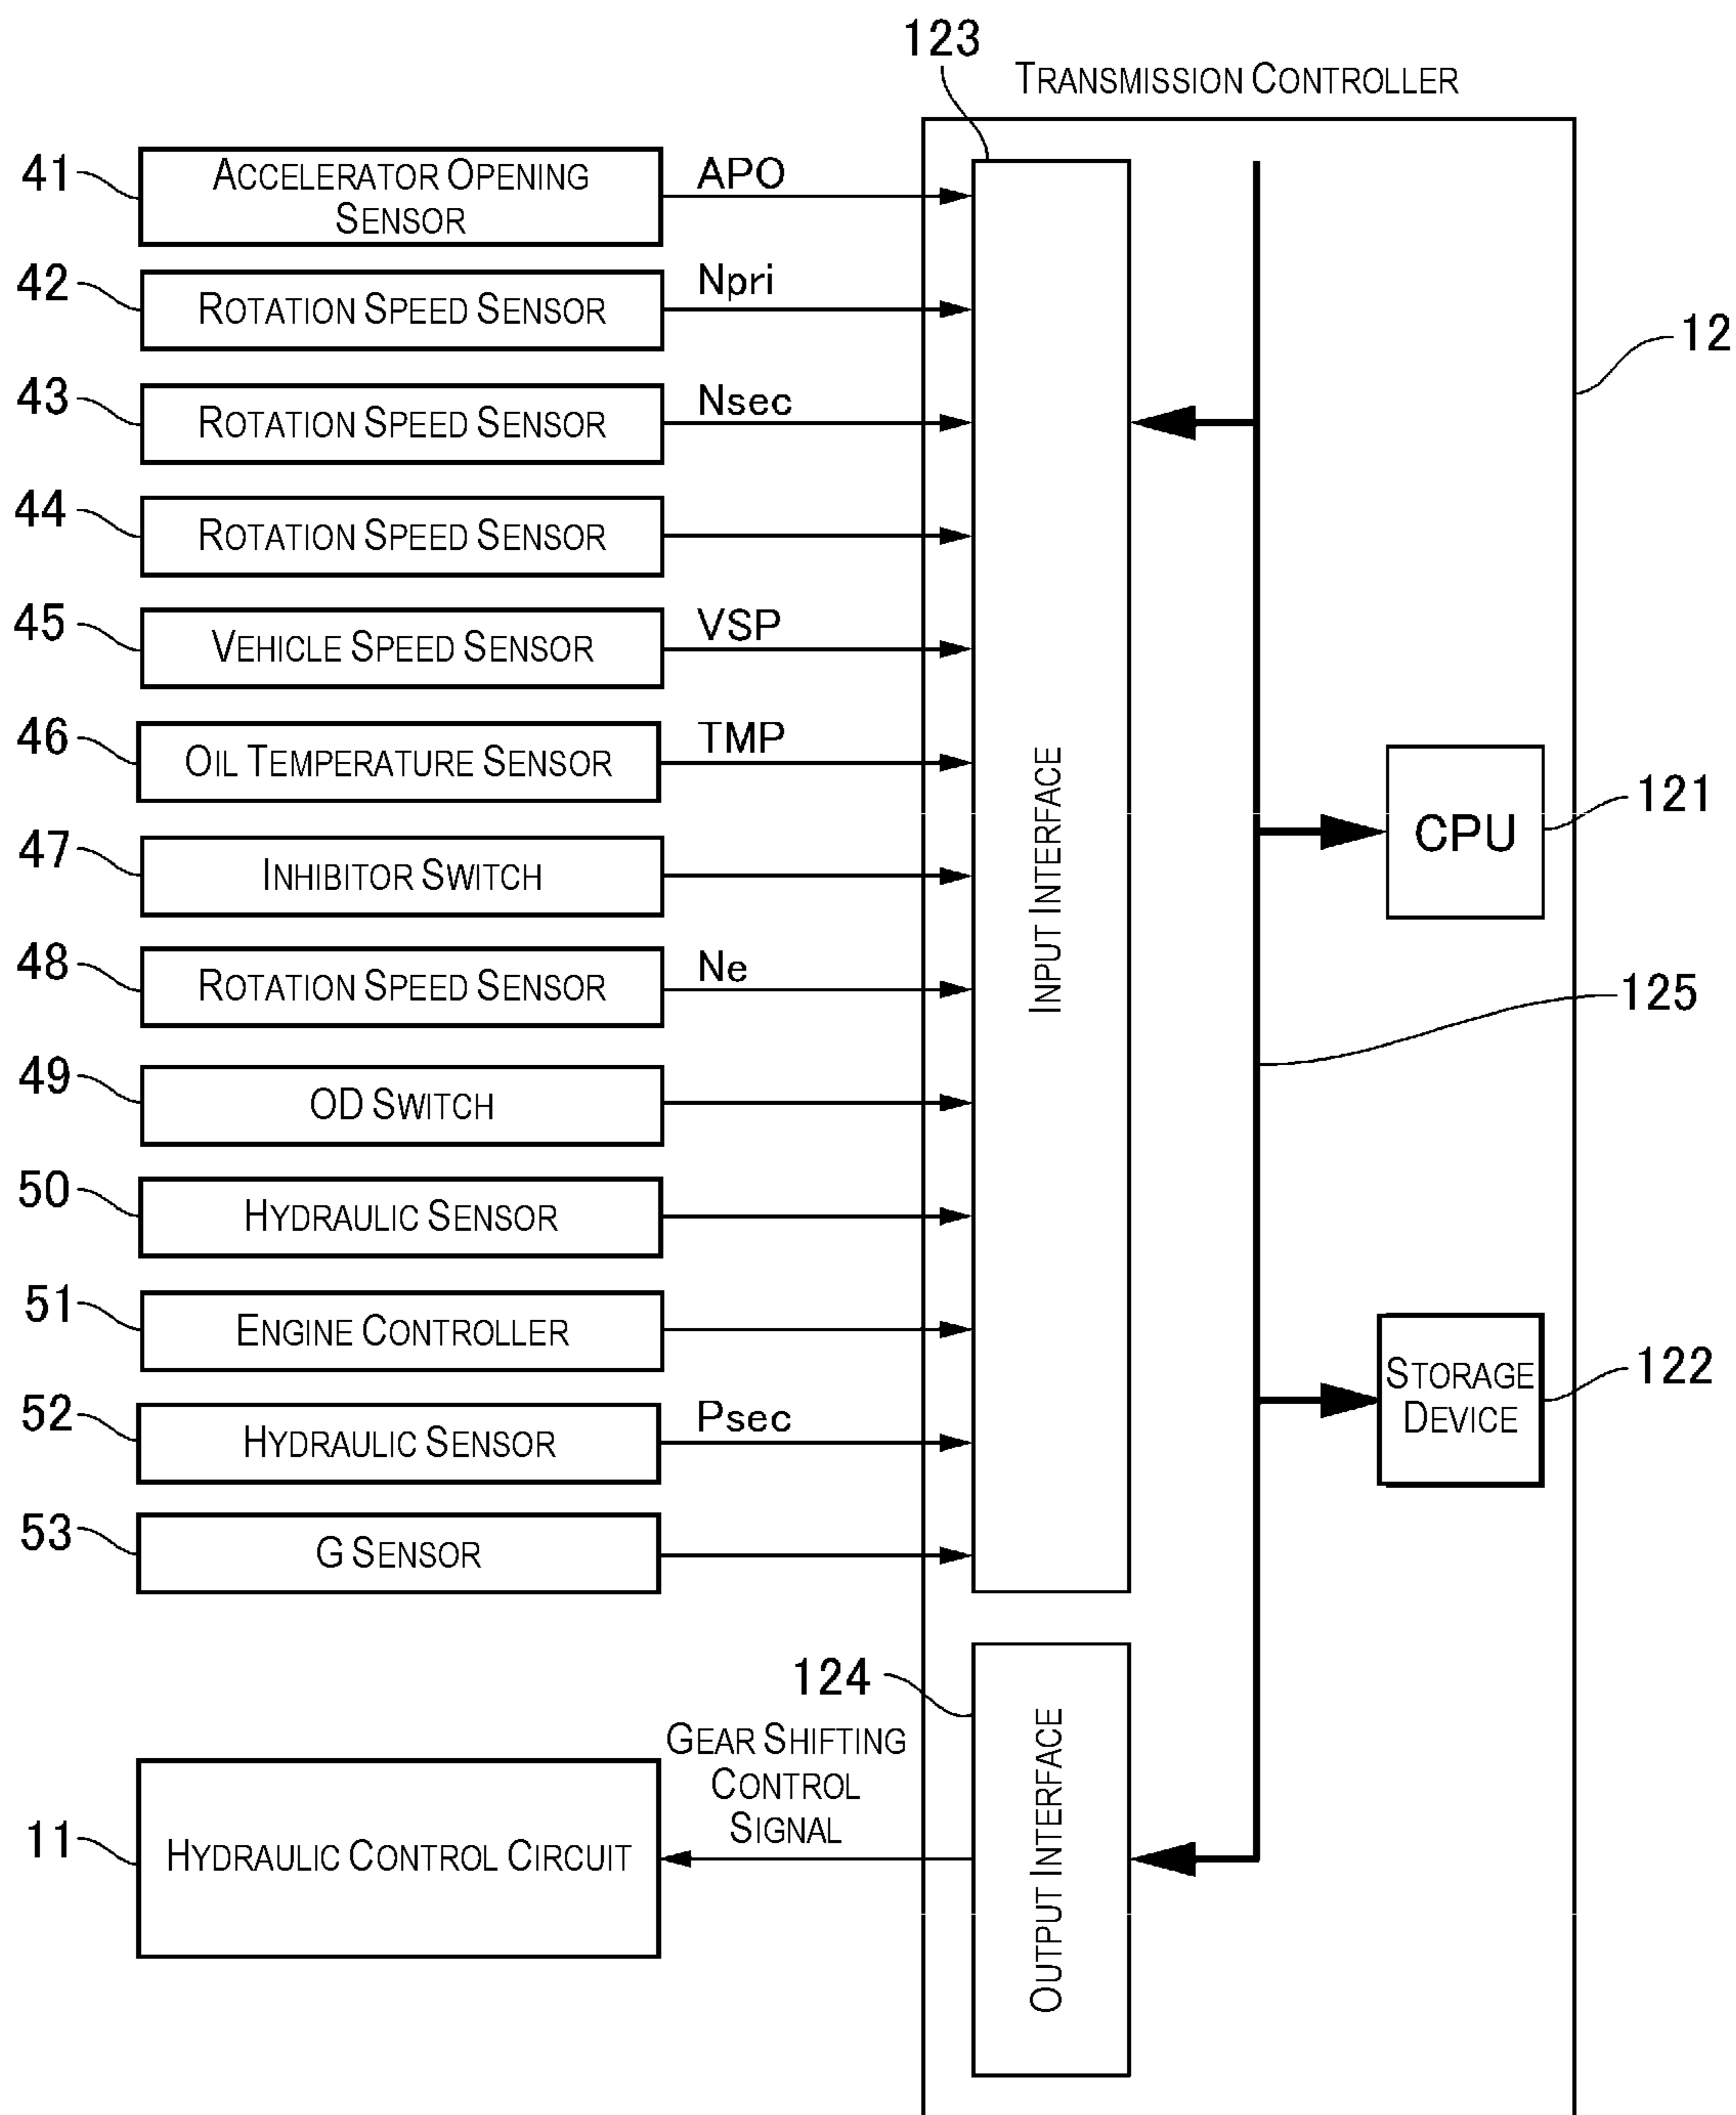 123
TRANSMISSION CONTROLLER
41
ACCELERATOR OPENING
SENSOR
APO
42
ROTATION SPEED SENSOR
Npri
12
43
ROTATION SPEED SENSOR
Nsec
44
ROTATION SPEED SENSOR
45
VEHICLE SPEED SENSOR
VSP
46
OIL TEMPERATURE SENSOR
TMP
INPUT INTERFACE
CPU
121
47
INHIBITOR SWITCH
48
ROTATION SPEED SENSOR
Ne
125
49
OD SWITCH
50
HYDRAULIC SENSOR
51
ENGINE CONTROLLER
STORAGE
DEVICE
122
52
HYDRAULIC SENSOR
Psec
53
G SENSOR
124
GEAR SHIFTING
CONTROL
SIGNAL
11
HYDRAULIC CONTROL CIRCUIT
OUTPUT INTERFACE